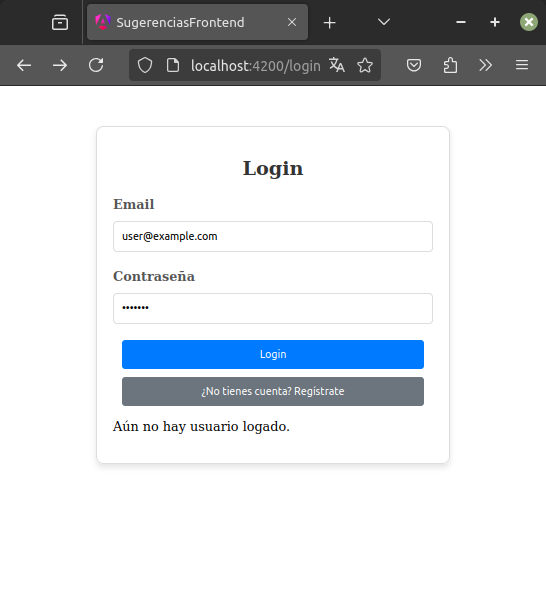 SugerenciasFrontend
localhost:4200/login
Login
Email
user@example.com
Contraseña
•••••••
Login
¿No tienes cuenta? Regístrate
Aún no hay usuario logado.